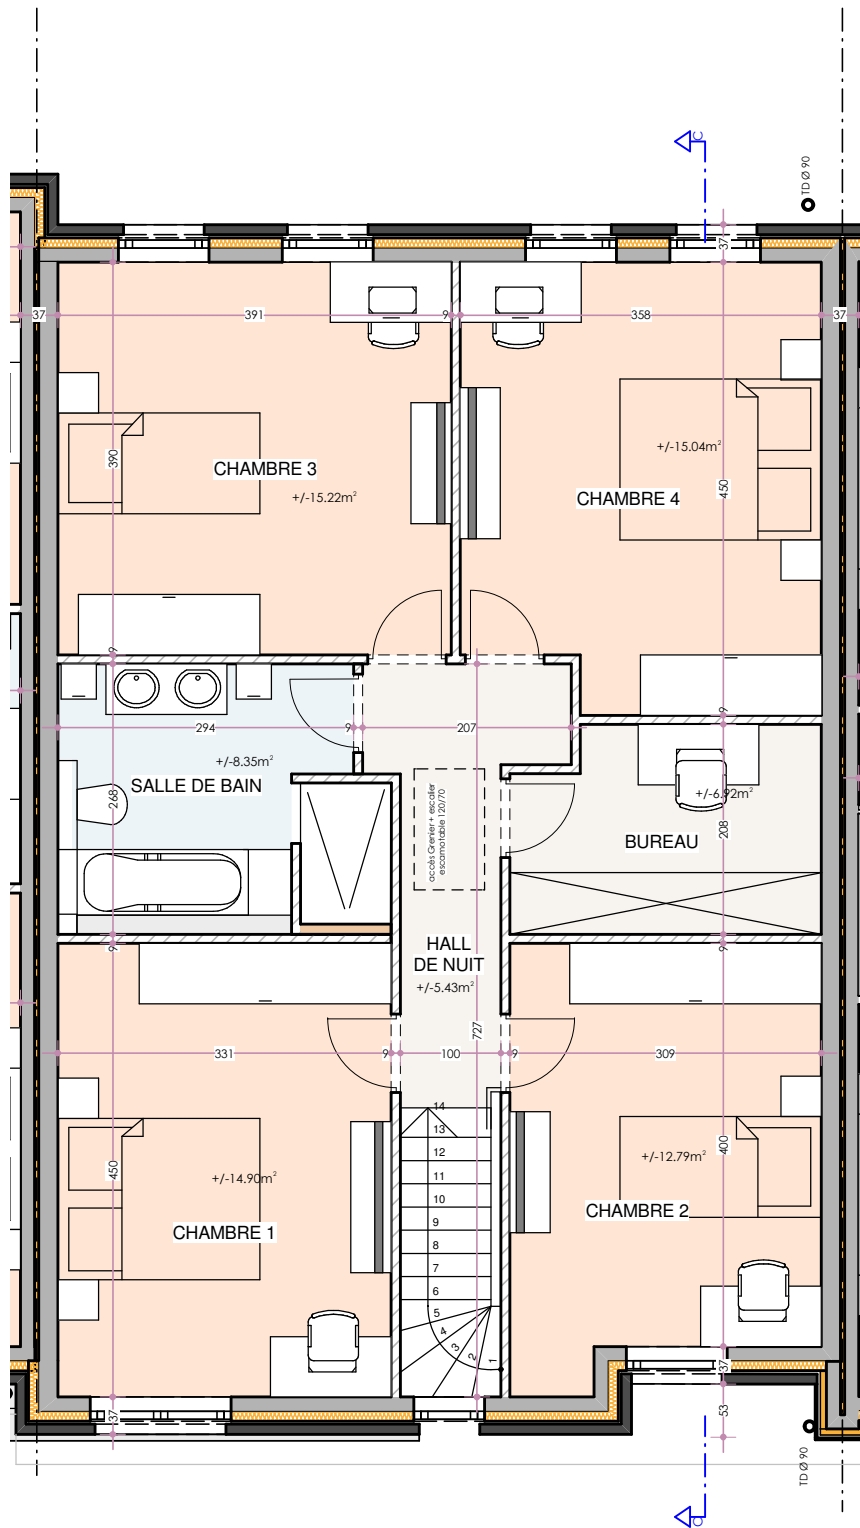 C
TD Ø 90
37
37
391
9
358
37
CHAMBRE 3
+/-15.22m²
390
+/-15.04m²
CHAMBRE 4
450
9
9
294
9
207
+/-8.35m²
SALLE DE BAIN
268
accès Grenier + escalier
escamotable 120/70
+/-6.92m²
208
BUREAU
HALL
DE NUIT
+/-5.43m²
9
9
727
331
9
100
9
309
14
13
12
11
10
9
8
7
6
5
4
3
2
1
450
+/-14.90m²
CHAMBRE 1
+/-12.79m²
400
CHAMBRE 2
37
37
53
TD Ø 90